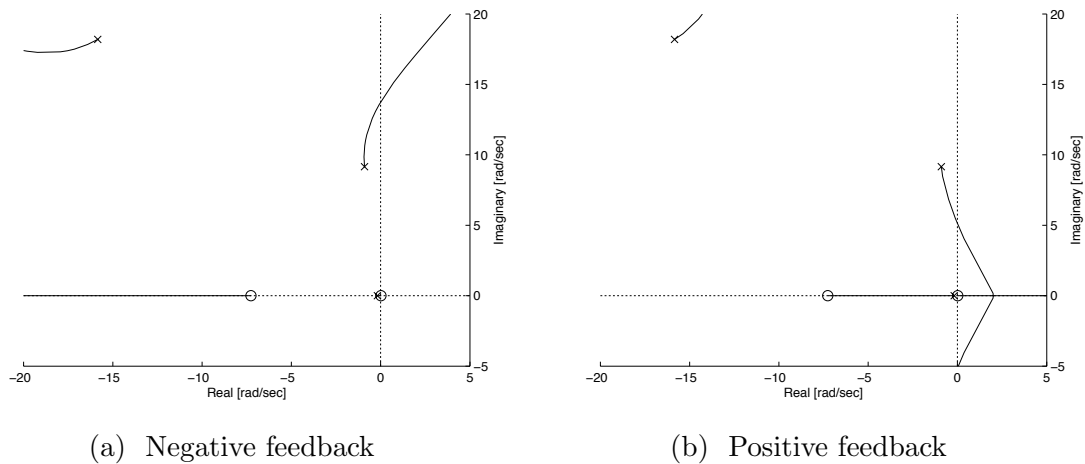 20
15
10
5
0
−5
Imaginary [rad/sec]
−20 −15 −10 −5 0 5
Real [rad/sec]
20
15
10
5
0
−5
Imaginary [rad/sec]
−20 −15 −10 −5 0 5
Real [rad/sec]
(a) Negative feedback
(b) Positive feedback